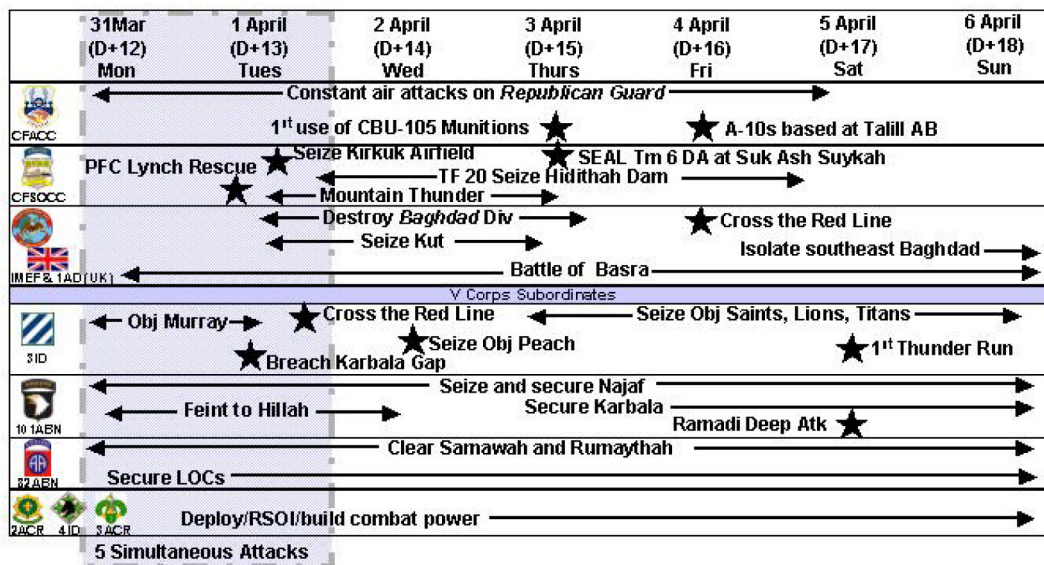 31Mar 1 April 2 April 3 April 4 April 5 April 6 April
(D+12) (D+13) (D+14) (D+15) (D+16) (D+17) (D+18)
Mon Tues Wed Thurs Fri Sat Sun
Constant air attacks on Republican Guard
1st use of CBU-105 Munitions A-10s based at Talill AB
CFACC
Seize Kirkuk Airfield SEAL Tm 6 DA at Suk Ash Suykah
PFC Lynch Rescue
TF 20 Seize Hidithah Dam
CFSOCC
Mountain Thunder
Destroy Baghdad Div Cross the Red Line
Seize Kut
Isolate southeast Baghdad
Battle of Basra
IMEF & 1AD(UK)
V Corps Subordinates
Obj Murray Cross the Red Line Seize Obj Saints, Lions, Titans
Seize Obj Peach 1st Thunder Run
3ID
Breach Karbala Gap
Seize and secure Najaf
Feint to Hillah Secure Karbala
Ramadi Deep Atk
101ABN
Clear Samawah and Rumaythah
AA
82ABN
Secure LOCs
Deploy/RSOI/build combat power
2ACR 4ID 3ACR
5 Simultaneous Attacks